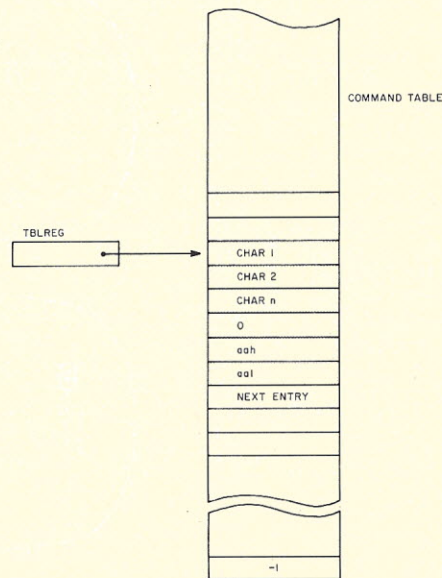 COMMAND TABLE
TBLREG
CHAR 1
CHAR 2
CHAR n
0
aah
aal
NEXT ENTRY
-1